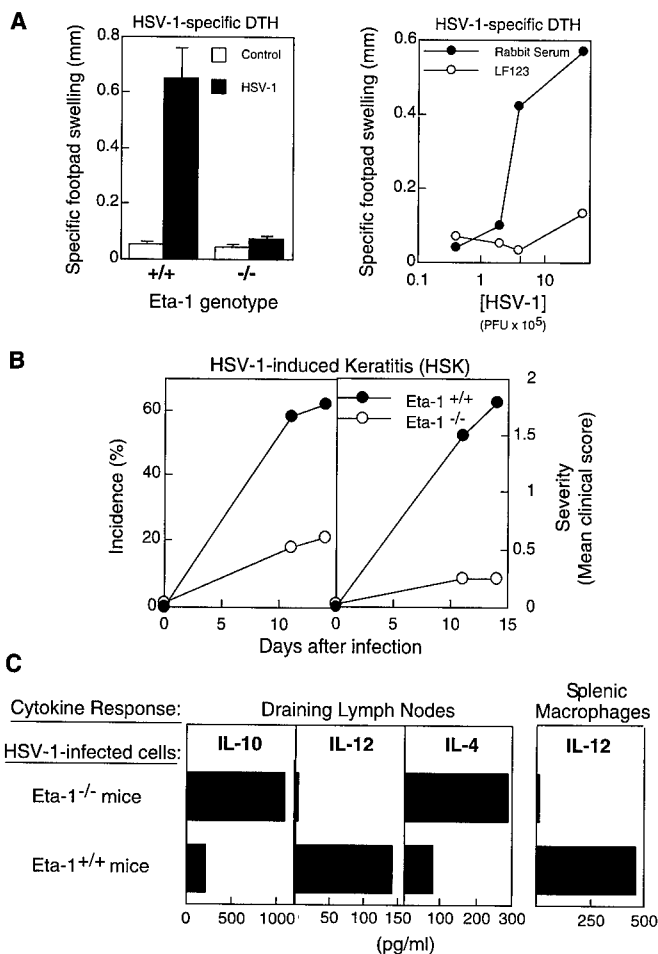 A
HSV-1-specific DTH
Specific footpad swelling (mm)
0.8
0.6
0.4
0.2
0
Control
HSV-1
+/+
-/-
Eta-1 genotype
HSV-1-specific DTH
Specific footpad swelling (mm)
0.6
0.4
0.2
0
Rabbit Serum
LF123
0.1
1
10
[HSV-1]
(PFU x 10⁵)
B
HSV-1-induced Keratitis (HSK)
Incidence (%)
60
40
20
0
Eta-1 +/+
Eta-1 -/-
2
1.5
1
0.5
0
Severity
(Mean clinical score)
0 5 10 0 5 10 15
Days after infection
C
Cytokine Response:
Draining Lymph Nodes
Splenic
Macrophages
HSV-1-infected cells:
IL-10
IL-12
IL-4
IL-12
Eta-1-/- mice
Eta-1+/+ mice
0 500 1000 50 100 150 0 100 200 300 250 500
(pg/ml)